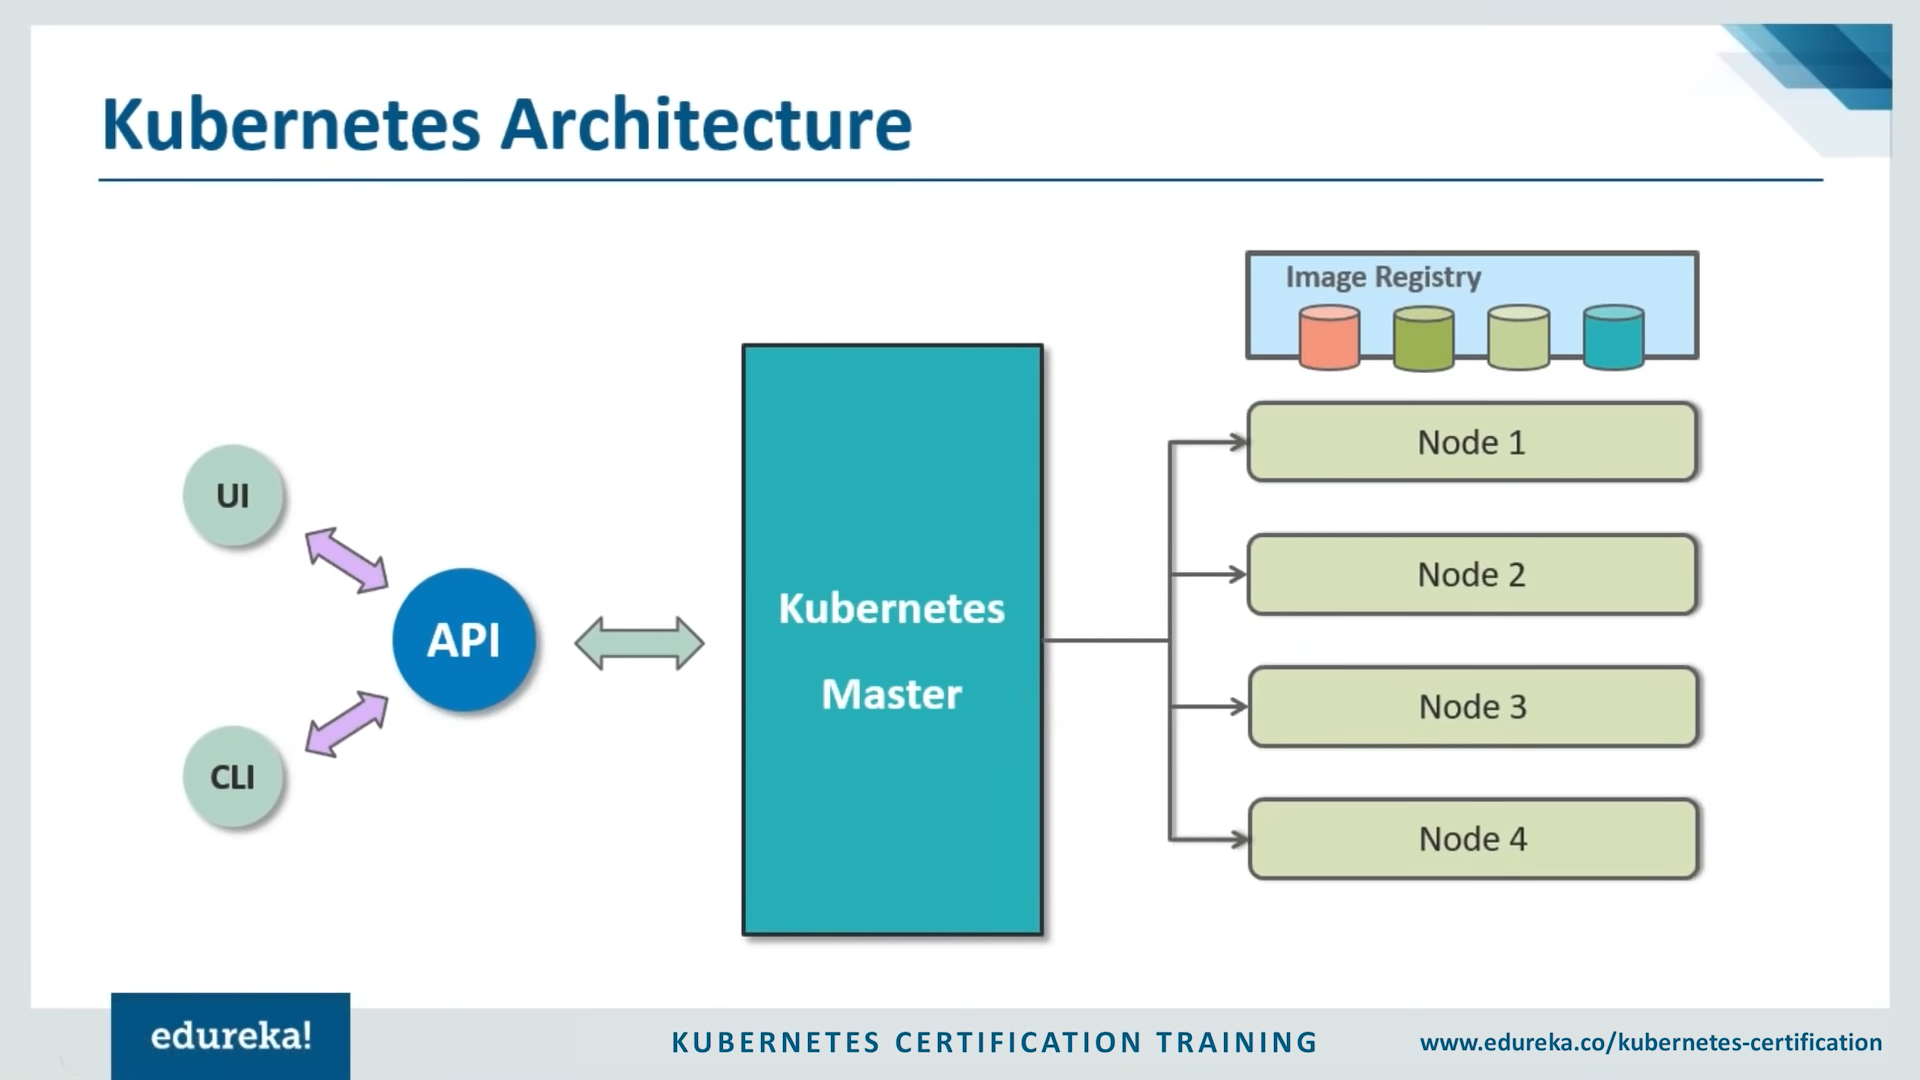 Kubernetes Architecture
Image Registry
Node 1
UI
Node 2
Kubernetes
Master
API
Node 3
CLI
Node 4
edureka!
KUBERNETES CERTIFICATION TRAINING
www.edureka.co/kubernetes-certification